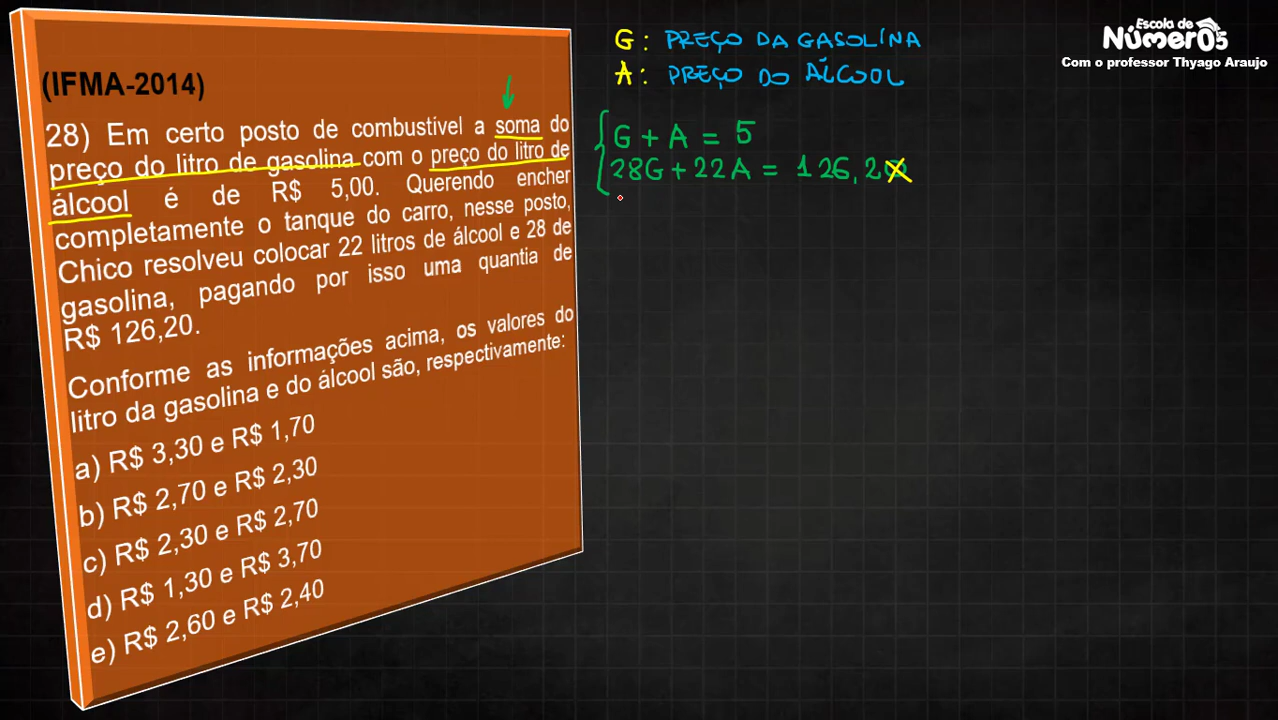 (IFMA-2014)
28) Em certo posto de combustivel a soma do
preço do litro de gasolina com o preço do litro de
álcool é de R$ 5,00. Querendo encher
completamente o tanque do carro, nesse posto,
Chico resolveu colocar 22 litros de álcool e 28 de
gasolina, pagando por isso uma quantia de
R$ 126,20.
Conforme as informações acima, os valores do
litro da gasolina e do álcool são, respectivamente:
a) R$ 3,30 e R$ 1,70
b) R$ 2,70 e R$ 2,30
c) R$ 2,30 e R$ 2,70
d) R$ 1,30 e R$ 3,70
e) R$ 2,60 e R$ 2,40
G: PREÇO DA GASOLINA
A: PREÇO DO ÁLCOOL
G + A = 5
28G + 22A = 126,20
Escola de
Númer05
Com o professor Thyago Araujo